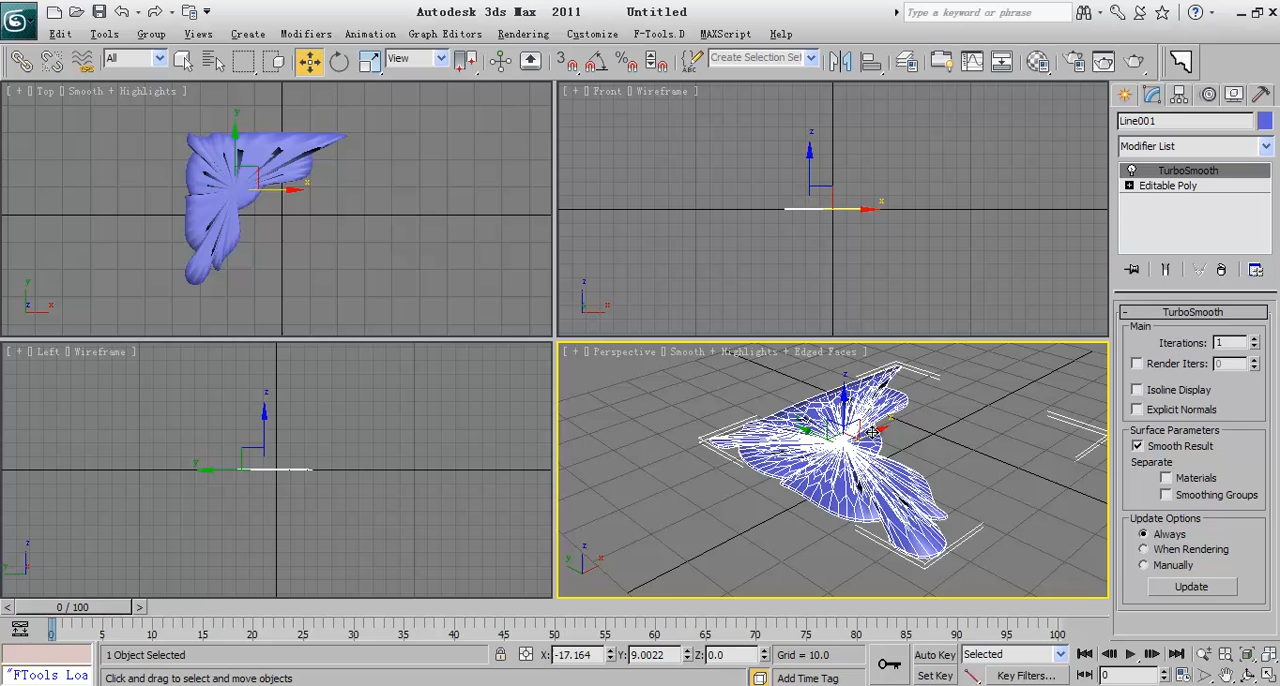 Autodesk 3ds Max 2011 Untitled
Type a keyword or phrase
Edit Tools Group Views Create Modifiers Animation Graph Editors Rendering Customize F-Tools.D MAXScript Help
All
View
Create Selection Sel
[ + [] Top [] Smooth + Highlights ]
[ + [] Front [] Wireframe ]
Line001
Modifier List
TurboSmooth
Editable Poly
[ + [] Left [] Wireframe ]
[ + [] Perspective [] Smooth + Highlights + Edged Faces ]
- TurboSmooth
Main
Iterations: 1
Render Iters: 0
Isoline Display
Explicit Normals
Surface Parameters
Smooth Result
Separate
Materials
Smoothing Groups
Update Options
Always
When Rendering
Manually
Update
< 0 / 100 >
0 5 10 15 20 25 30 35 40 45 50 55 60 65 70 75 80 85 90 95 100
1 Object Selected
X: -17.164 Y: 9.0022 Z: 0.0 Grid = 10.0
Auto Key Selected
"FTools Loa
Click and drag to select and move objects
Add Time Tag
Set Key
Key Filters...
0